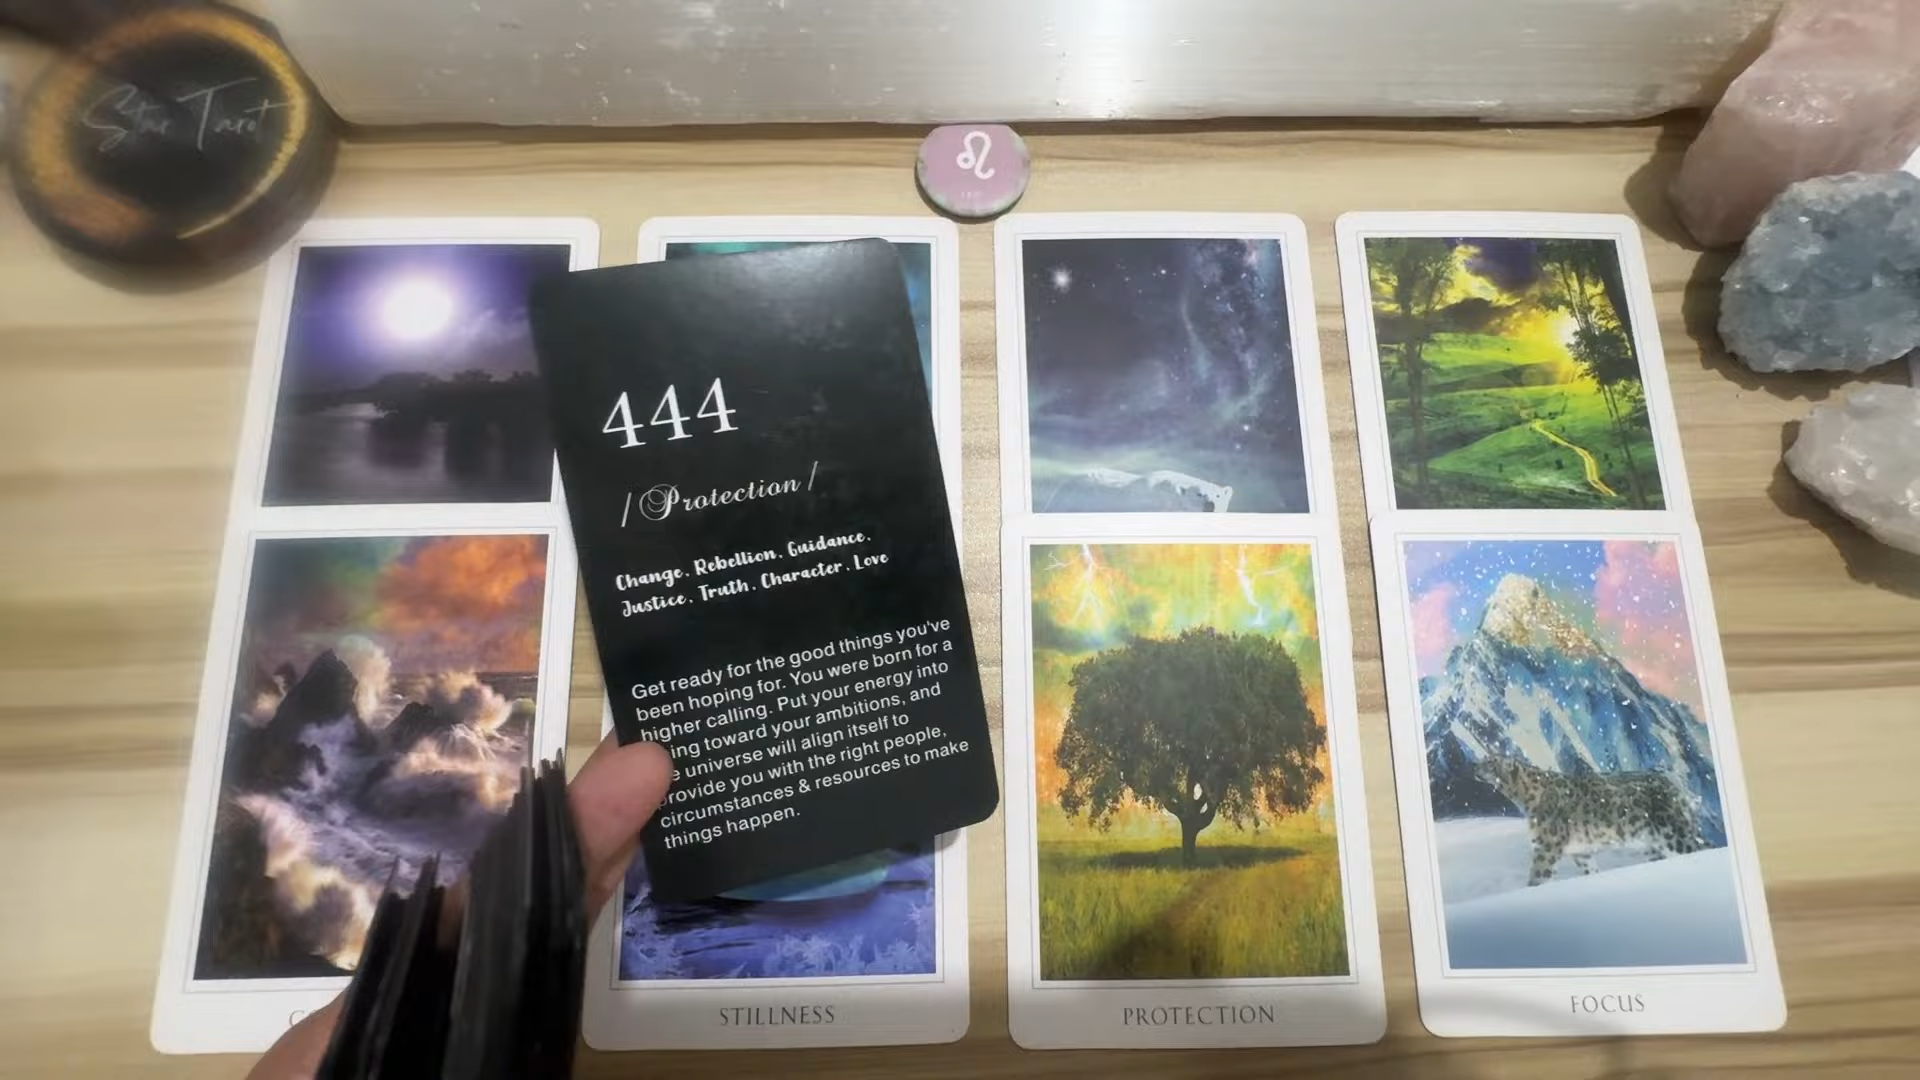 Star Tarot
444
/Protection/
Change. Rebellion. Guidance.
Justice. Truth. Character. Love
Get ready for the good things you've
been hoping for. You were born for a
higher calling. Put your energy into
toward your ambitions, and
universe will align itself to
provide you with the right people,
circumstances & resources to make
things happen.
STILLNESS
PROTECTION
FOCUS